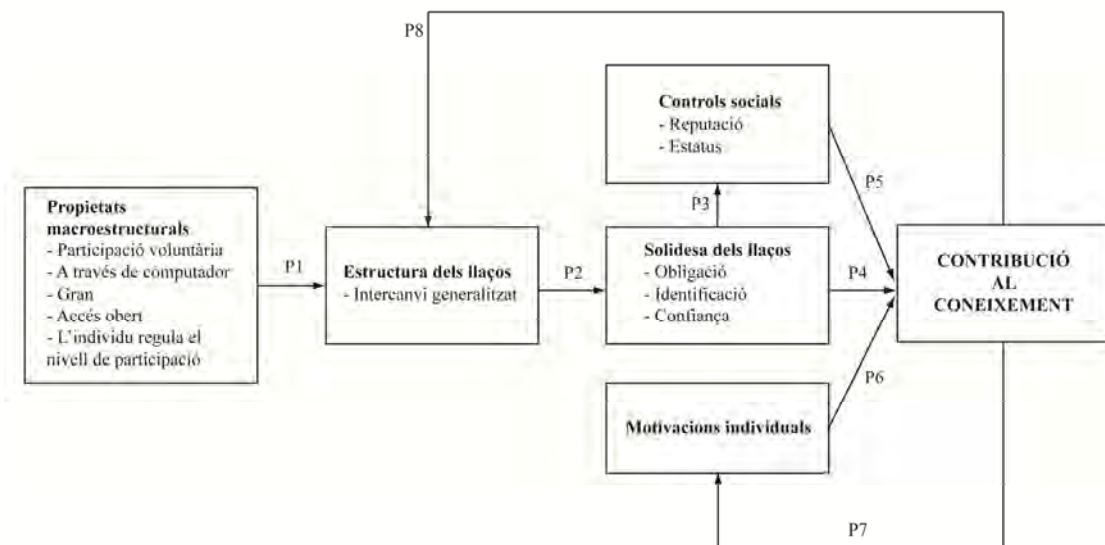 P8
Controls socials
- Reputació
- Estatus
P5
P3
Propietats
macroestructurals
- Participació voluntària
- A través de computador
- Gran
- Accés obert
- L'individu regula el
nivell de participació
P1
Estructura dels llaços
- Intercanvi generalitzat
P2
Solidesa dels llaços
- Obligació
- Identificació
- Confiança
P4
CONTRIBUCIÓ
AL
CONEIXEMENT
P6
Motivacions individuals
P7